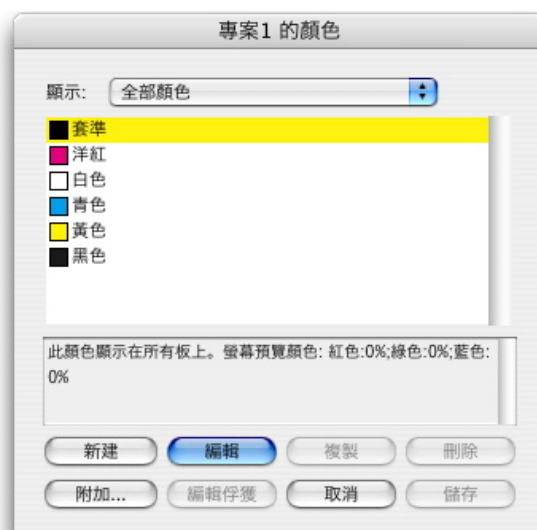 專案1 的顏色
顯示: 全部顏色
套準
洋紅
白色
青色
黃色
黑色
此顏色顯示在所有板上。螢幕預覽顏色: 紅色:0%;綠色:0%;藍色:
0%
新建 編輯 複製 刪除
附加... 編輯俘獲 取消 儲存